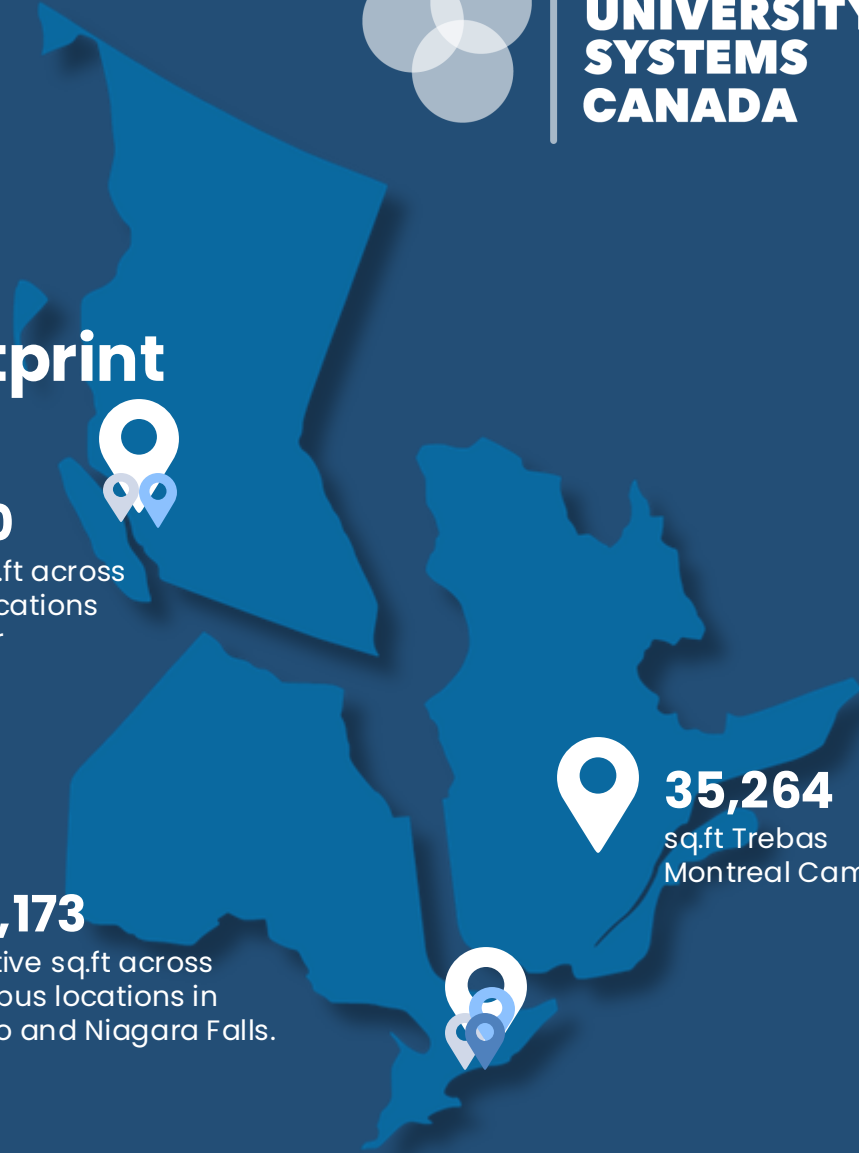 UNIVERSITY
SYSTEMS
CANADA
tprint
0
.ft across
cations
r
35,264
sq.ft Trebas
Montreal Cam
,173
tive sq.ft across
pus locations in
o and Niagara Falls.